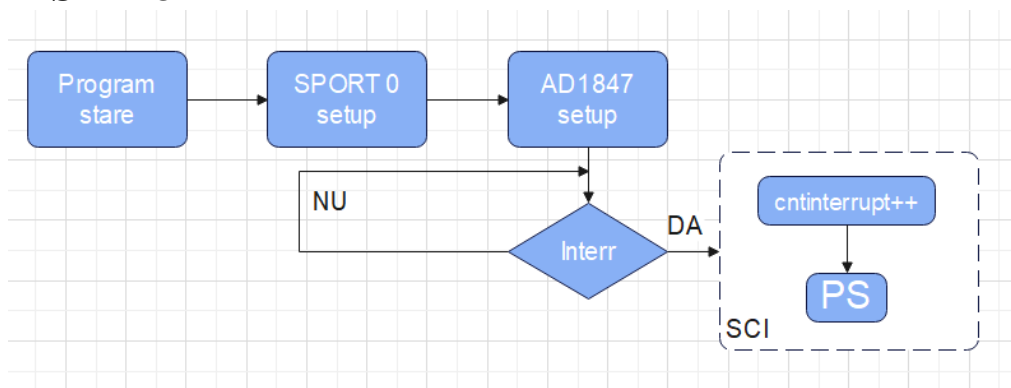 Program
stare
SPORT 0
setup
AD1847
setup
NU
Interr
DA
cntinterrupt++
PS
SCI